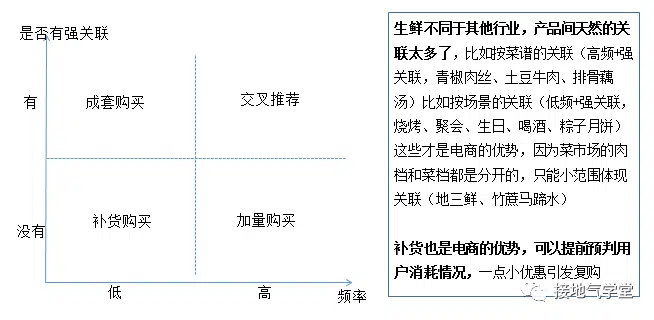 是否有强关联
有
成套购买
交叉推荐
没有
补货购买
加量购买
低
高
频率
生鲜不同于其他行业，产品间天然的关
联太多了，比如按菜谱的关联（高频+强
关联，青椒肉丝、土豆牛肉、排骨藕
汤）比如按场景的关联（低频+强关联，
烧烤、聚会、生日、喝酒、粽子月饼）
这些才是电商的优势，因为菜市场的肉
档和菜档都是分开的，只能小范围体现
关联（地三鲜、竹蔗马蹄水）
补货也是电商的优势，可以提前预判用
户消耗情况，一点小优惠引发复购
接地气学堂